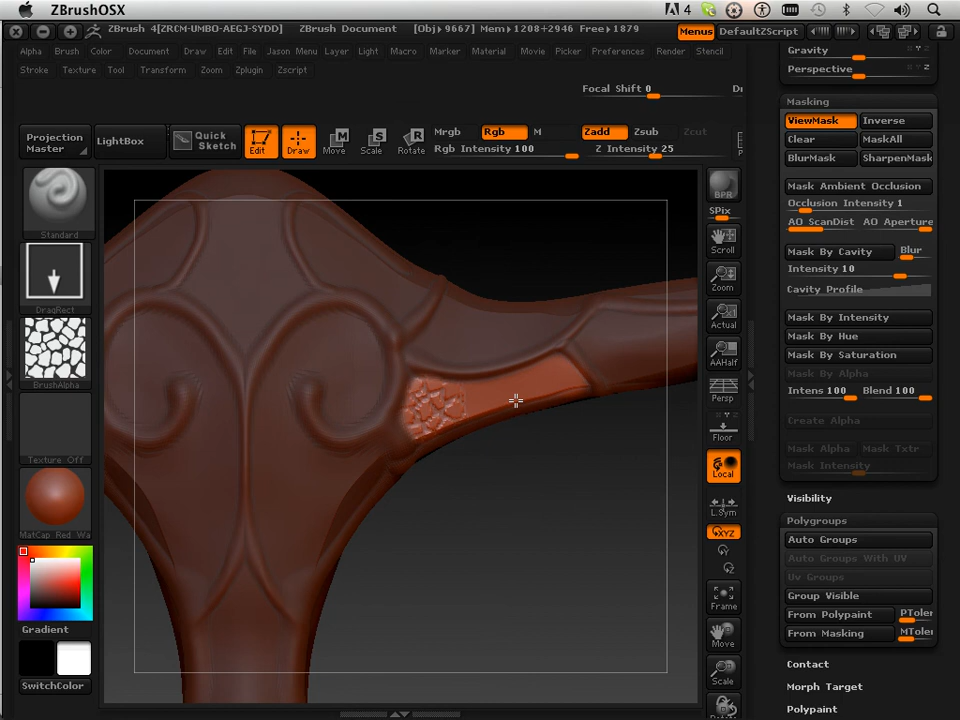 ZBrushOSX
4
ZBrush 4[ZRCM-UMBO-AEGJ-SYDD] ZBrush Document [Obj▸9667] Mem▸1208+2946 Free▸1879 Menus DefaultZScript
Alpha Brush Color Document Draw Edit File Jason Menu Layer Light Macro Marker Material Movie Picker Preferences Render Stencil
Stroke Texture Tool Transform Zoom Zplugin Zscript
Focal Shift 0
Projection Master
LightBox
Quick Sketch
Edit
Draw
Move
Scale
Rotate
Mrgb Rgb M
Rgb Intensity 100
Zadd Zsub Zcut
Z Intensity 25
Standard
DragRect
BrushAlpha
Texture Off
MatCap Red Wa
Gradient
SwitchColor
BPR
SPix
Scroll
Zoom
Actual
AAHalf
Persp
Floor
Local
L.Sym
XYZ
Frame
Move
Scale
Gravity
Perspective
Masking
ViewMask Inverse
Clear MaskAll
BlurMask SharpenMask
Mask Ambient Occlusion
Occlusion Intensity 1
AO ScanDist AO Aperture
Mask By Cavity Blur
Intensity 10
Cavity Profile
Mask By Intensity
Mask By Hue
Mask By Saturation
Mask By Alpha
Intens 100 Blend 100
Create Alpha
Mask Alpha Mask Txtr
Mask Intensity
Visibility
Polygroups
Auto Groups
Auto Groups With UV
Uv Groups
Group Visible
From Polypaint PToler
From Masking MToler
Contact
Morph Target
Polypaint